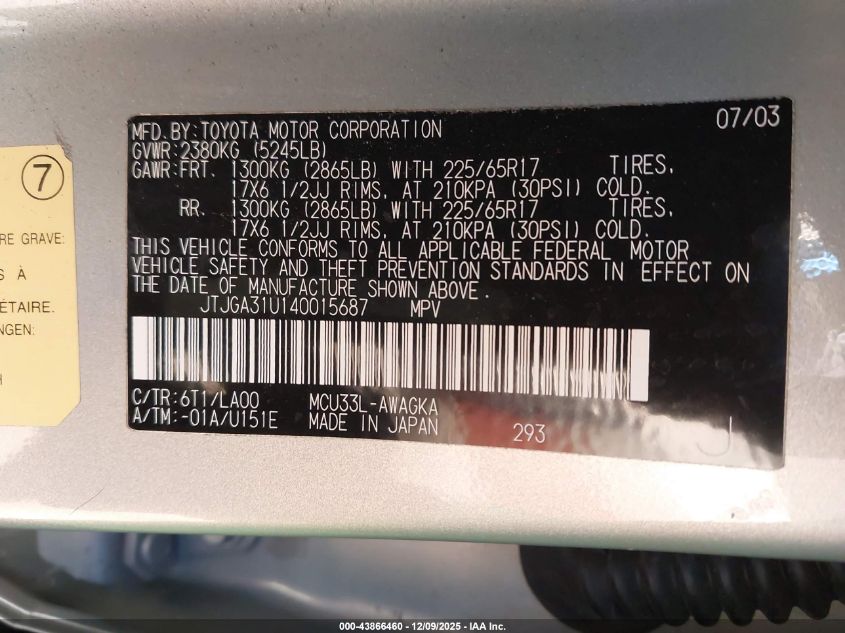 07/03
MFD.BY:TOYOTA MOTOR CORPORATION
GVWR:2380KG (5245LB)
GAWR:FRT. 1300KG (2865LB) WITH 225/65R17 TIRES,
17X6 1/2JJ RIMS, AT 210KPA (30PSI) COLD.
RR. 1300KG (2865LB) WITH 225/65R17 TIRES,
17X6 1/2JJ RIMS, AT 210KPA (30PSI) COLD.
THIS VEHICLE CONFORMS TO ALL APPLICABLE FEDERAL MOTOR
VEHICLE SAFETY AND THEFT PREVENTION STANDARDS IN EFFECT ON
THE DATE OF MANUFACTURE SHOWN ABOVE.
JTJGA31U140015687 MPV
C/TR:6T1/LA00 MCU33L-AWAGKA
A/TM:-01A/U151E MADE IN JAPAN 293 J
7
RE GRAVE:
S À
ÉTAIRE.
NGEN:
H
000-43866460 - 12/09/2025 - IAA Inc.